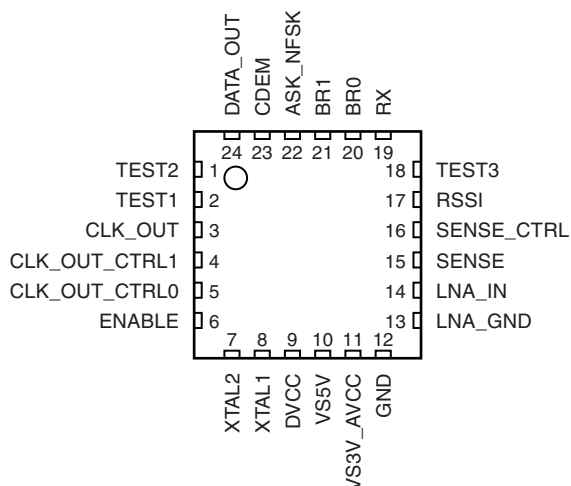 DATA_OUT
CDEM
ASK_NFSK
BR1
BR0
RX
24 23 22 21 20 19
TEST2 1 18 TEST3
TEST1 2 17 RSSI
CLK_OUT 3 16 SENSE_CTRL
CLK_OUT_CTRL1 4 15 SENSE
CLK_OUT_CTRL0 5 14 LNA_IN
ENABLE 6 13 LNA_GND
7 8 9 10 11 12
XTAL2
XTAL1
DVCC
VS5V
VS3V_AVCC
GND